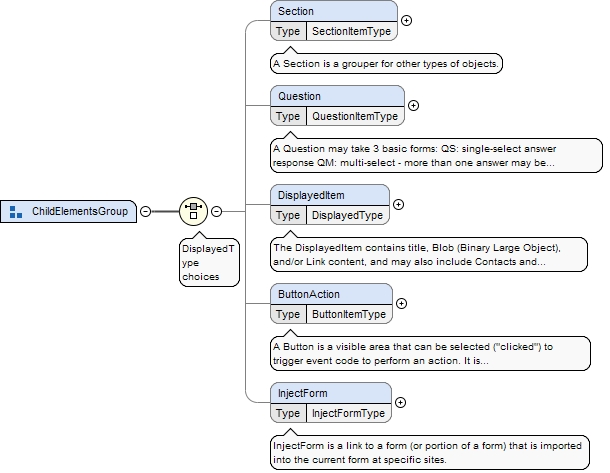 Section
Type SectionItemType
A Section is a grouper for other types of objects.
Question
Type QuestionItemType
A Question may take 3 basic forms: QS: single-select answer
response QM: multi-select - more than one answer may be...
ChildElementsGroup
DisplayedT
ype
choices
DisplayedItem
Type DisplayedType
The DisplayedItem contains title, Blob (Binary Large Object),
and/or Link content, and may also include Contacts and...
ButtonAction
Type ButtonItemType
A Button is a visible area that can be selected ("clicked") to
trigger event code to perform an action. It is...
InjectForm
Type InjectFormType
InjectForm is a link to a form (or portion of a form) that is imported
into the current form at specific sites.